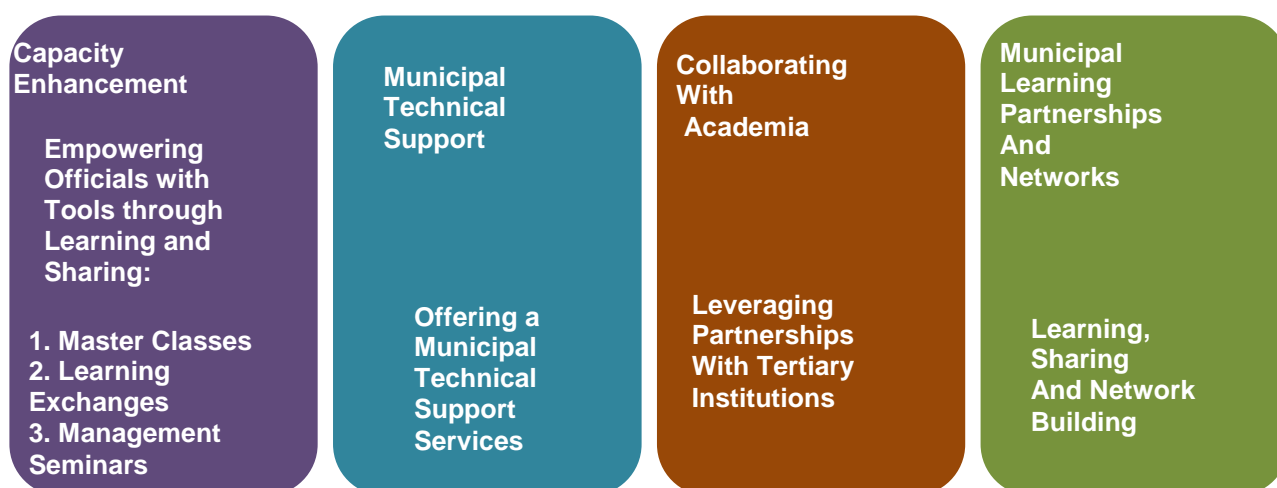 Capacity
Enhancement
Empowering
Officials with
Tools through
Learning and
Sharing:
1. Master Classes
2. Learning
Exchanges
3. Management
Seminars
Municipal
Technical
Support
Offering a
Municipal
Technical
Support
Services
Collaborating
With
Academia
Leveraging
Partnerships
With Tertiary
Institutions
Municipal
Learning
Partnerships
And
Networks
Learning,
Sharing
And Network
Building